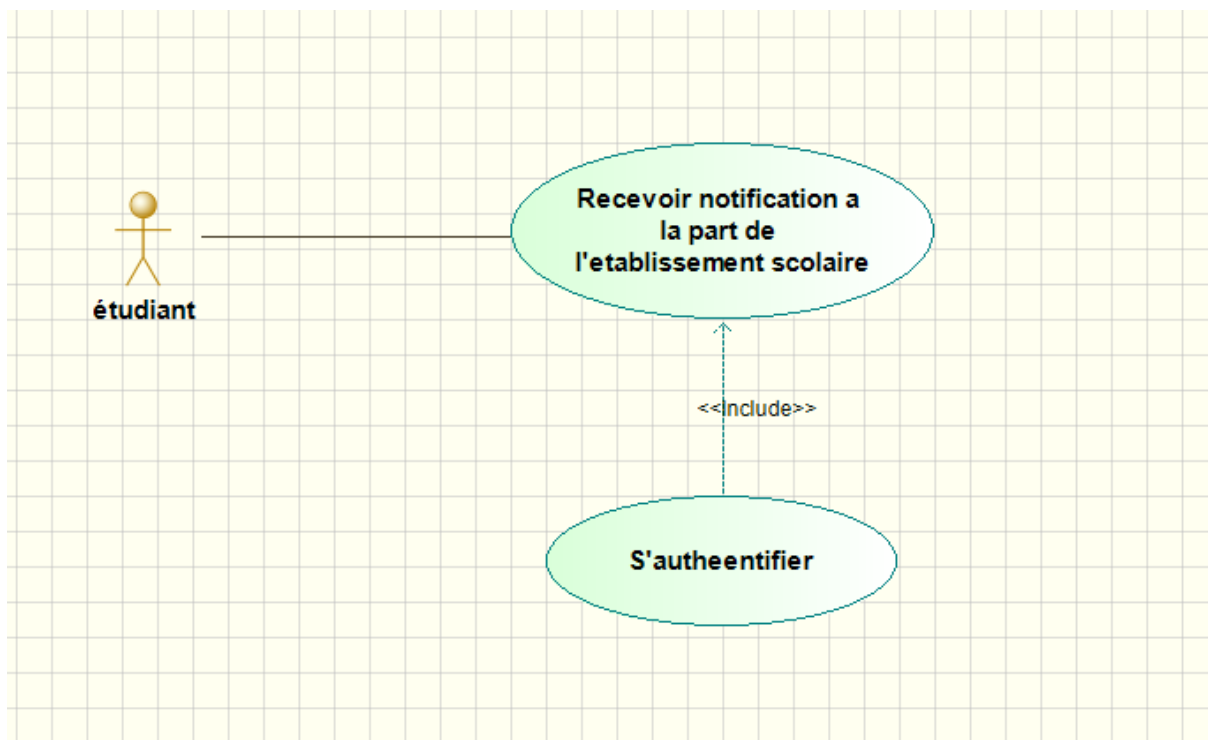 Recevoir notification a
la part de
l'etablissement scolaire
étudiant
<<Include>>
S'autheentifier